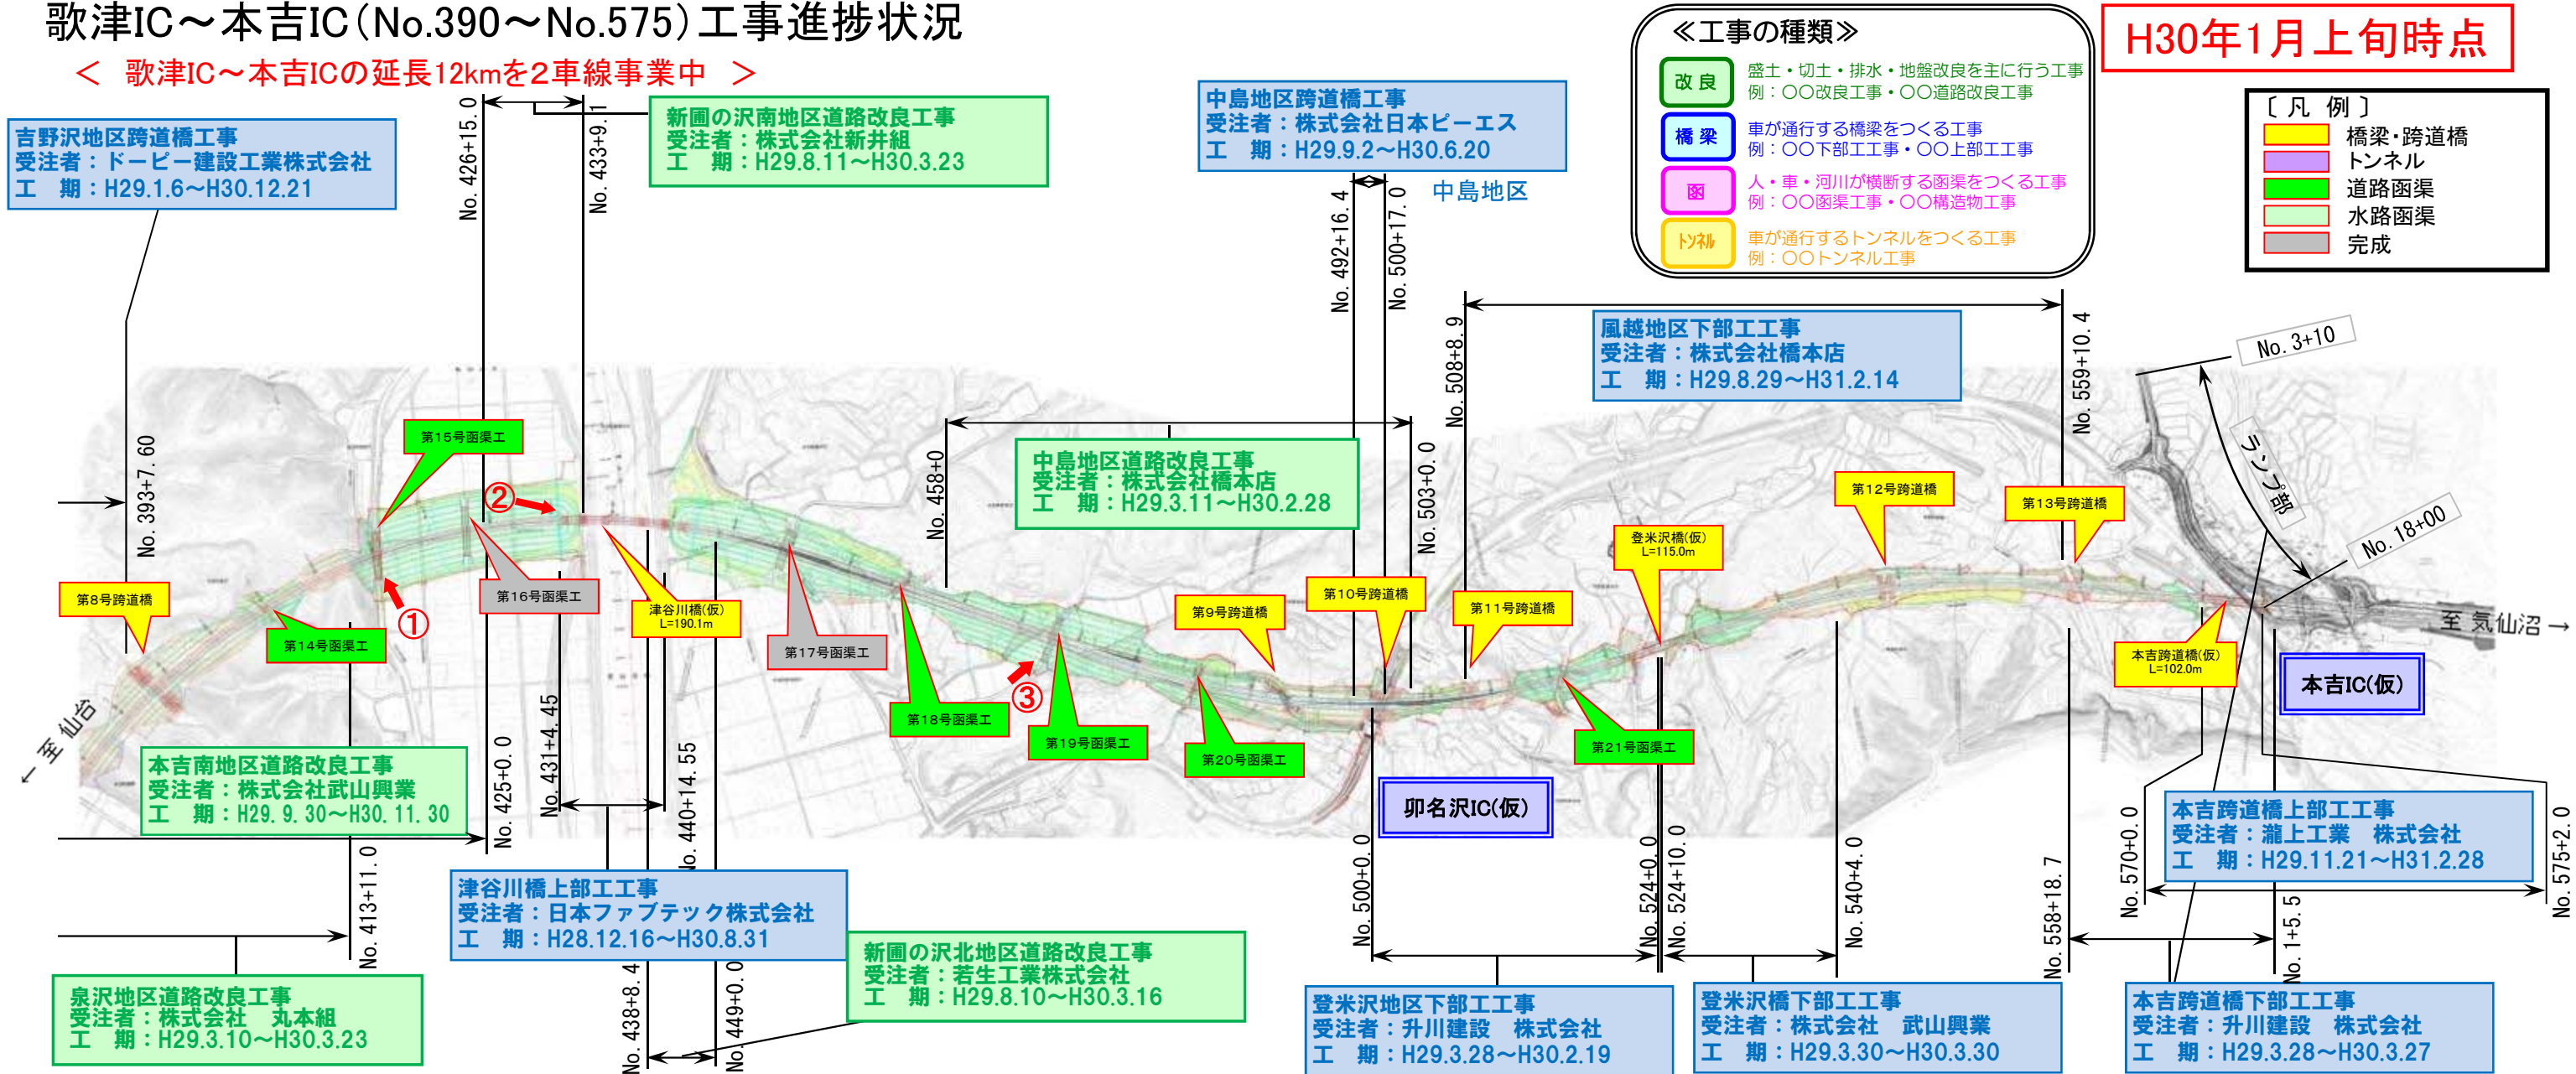 歌津IC～本吉IC(No.390～No.575)工事進捗状況
＜ 歌津IC～本吉ICの延長12kmを2車線事業中 ＞
H30年1月上旬時点
≪工事の種類≫
改良
盛土・切土・排水・地盤改良を主に行う工事
例：〇〇改良工事・〇〇道路改良工事
橋梁
車が通行する橋梁をつくる工事
例：〇〇下部工工事・〇〇上部工工事
函
人・車・河川が横断する函渠をつくる工事
例：〇〇函渠工事・〇〇構造物工事
トンネル
車が通行するトンネルをつくる工事
例：〇〇トンネル工事
〔 凡 例 〕
橋梁・跨道橋
トンネル
道路函渠
水路函渠
完成
吉野沢地区跨道橋工事
受注者：ドーピー建設工業株式会社
工　期：H29.1.6～H30.12.21
No. 426+15. 0
No. 433+9. 1
新圃の沢南地区道路改良工事
受注者：株式会社新井組
工　期：H29.8.11～H30.3.23
中島地区跨道橋工事
受注者：株式会社日本ピーエス
工　期：H29.9.2～H30.6.20
中島地区
No. 492+16. 4
No. 500+17. 0
No. 508+8. 9
風越地区下部工工事
受注者：株式会社橋本店
工　期：H29.8.29～H31.2.14
No. 559+10. 4
No. 3+10
ランプ部
No. 18+00
No. 393+7. 60
第15号函渠工
②
No. 458+0
中島地区道路改良工事
受注者：株式会社橋本店
工　期：H29.3.11～H30.2.28
No. 503+0. 0
第12号跨道橋
第13号跨道橋
登米沢橋(仮)
L=115.0m
第8号跨道橋
第14号函渠工
①
第16号函渠工
津谷川橋(仮)
L=190.1m
第17号函渠工
第18号函渠工
③
第19号函渠工
第20号函渠工
第9号跨道橋
第10号跨道橋
第11号跨道橋
第21号函渠工
本吉跨道橋(仮)
L=102.0m
至 気仙沼 →
本吉IC(仮)
卯名沢IC(仮)
← 至 仙台
本吉南地区道路改良工事
受注者：株式会社武山興業
工　期：H29. 9. 30～H30. 11. 30
No. 425+0. 0
No. 431+4. 45
No. 440+14. 55
No. 413+11. 0
津谷川橋上部工工事
受注者：日本ファブテック株式会社
工　期：H28.12.16～H30.8.31
No. 438+8. 4
No. 449+0. 0
新圃の沢北地区道路改良工事
受注者：若生工業株式会社
工　期：H29.8.10～H30.3.16
泉沢地区道路改良工事
受注者：株式会社　丸本組
工　期：H29.3.10～H30.3.23
No. 500+0. 0
No. 524+0. 0
No. 524+10. 0
No. 540+4. 0
No. 558+18. 7
No. 570+0. 0
No. 1+5. 5
No. 575+2. 0
本吉跨道橋上部工工事
受注者：瀧上工業　株式会社
工　期：H29.11.21～H31.2.28
登米沢地区下部工工事
受注者：升川建設　株式会社
工　期：H29.3.28～H30.2.19
登米沢橋下部工工事
受注者：株式会社　武山興業
工　期：H29.3.30～H30.3.30
本吉跨道橋下部工工事
受注者：升川建設　株式会社
工　期：H29.3.28～H30.3.27